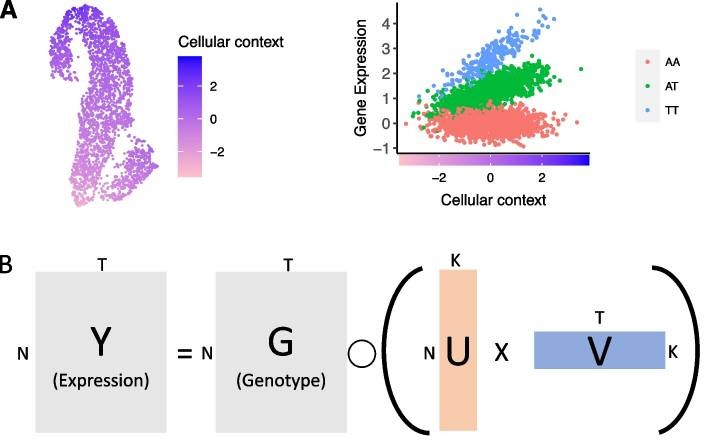 A
Cellular context
2
0
−2
Gene Expression
4
3
2
1
0
−1
−2
0
2
Cellular context
AA
AT
TT
B
T
N
Y
(Expression)
=
T
N
G
(Genotype)
K
N
U
X
T
V
K